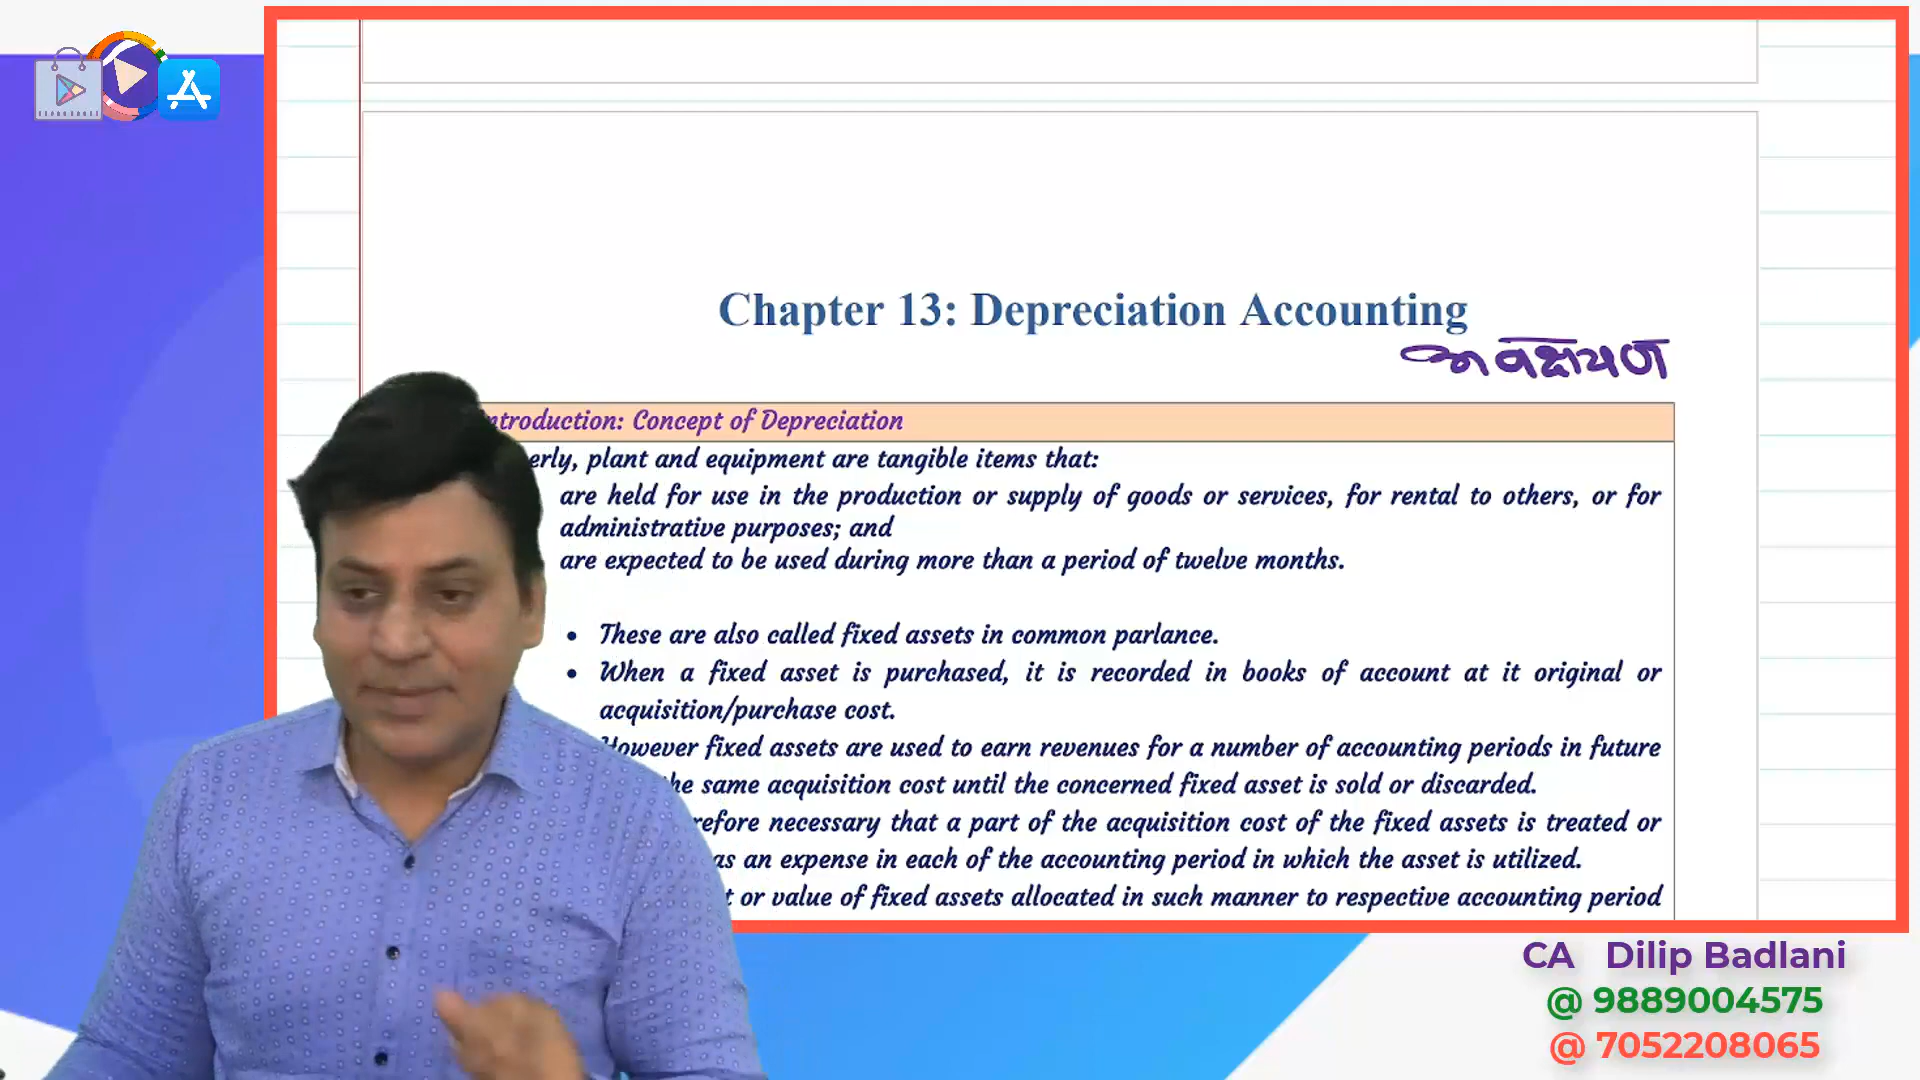 Chapter 13: Depreciation Accounting
अवक्षयण
Introduction: Concept of Depreciation
erly, plant and equipment are tangible items that:
are held for use in the production or supply of goods or services, for rental to others, or for
administrative purposes; and
are expected to be used during more than a period of twelve months.
• These are also called fixed assets in common parlance.
• When a fixed asset is purchased, it is recorded in books of account at it original or
acquisition/purchase cost.
However fixed assets are used to earn revenues for a number of accounting periods in future
the same acquisition cost until the concerned fixed asset is sold or discarded.
refore necessary that a part of the acquisition cost of the fixed assets is treated or
as an expense in each of the accounting period in which the asset is utilized.
or value of fixed assets allocated in such manner to respective accounting period
CA Dilip Badlani
@ 9889004575
@ 7052208065